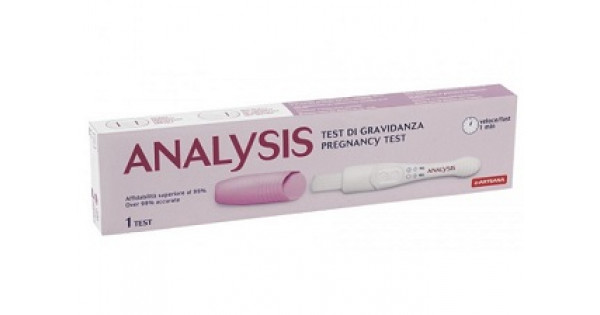 ANALYSIS
TEST DI GRAVIDANZA
PREGNANCY TEST
veloce/fast
1 min
ANALYSIS
Affidabilità superiore al 99%
Over 99% accurate
1 TEST
ARTSANA